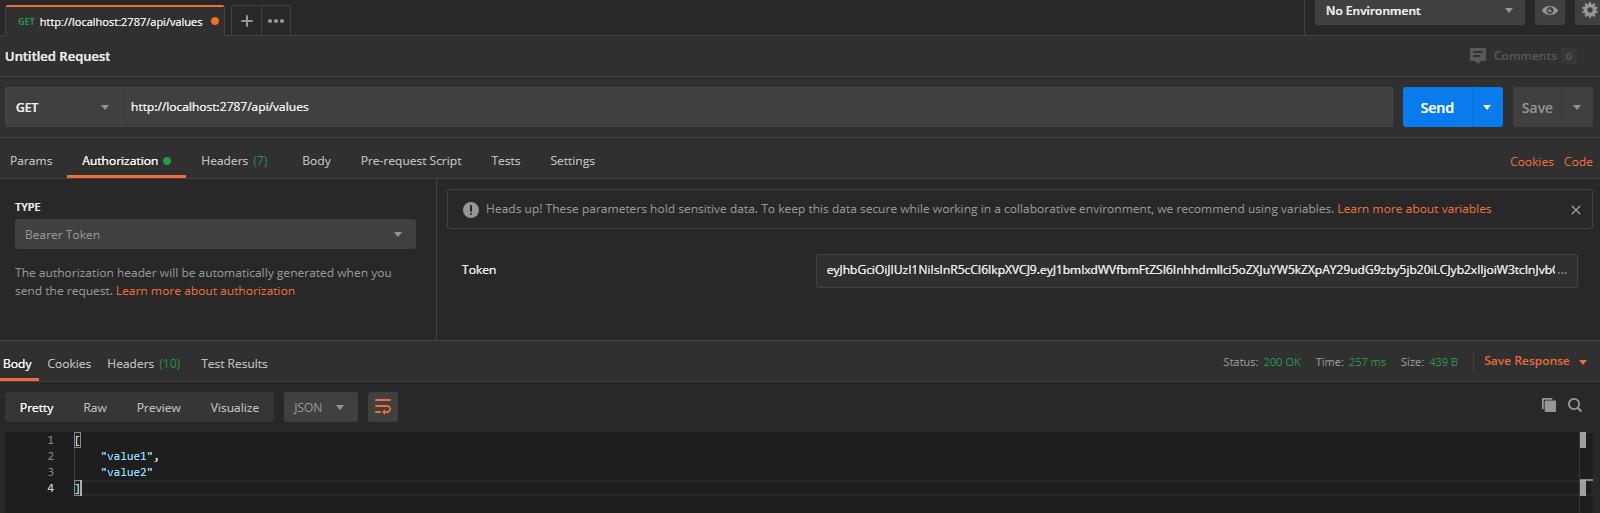 GET http://localhost:2787/api/values
No Environment
Untitled Request
Comments 0
GET
http://localhost:2787/api/values
Send
Save
Params
Authorization
Headers (7)
Body
Pre-request Script
Tests
Settings
Cookies
Code
TYPE
Bearer Token
The authorization header will be automatically generated when you
send the request. Learn more about authorization
Heads up! These parameters hold sensitive data. To keep this data secure while working in a collaborative environment, we recommend using variables. Learn more about variables
Token
Body
Cookies
Headers (10)
Test Results
Status: 200 OK
Time: 257 ms
Size: 439 B
Save Response
Pretty
Raw
Preview
Visualize
JSON
1 [
2 "value1",
3 "value2"
4 ]